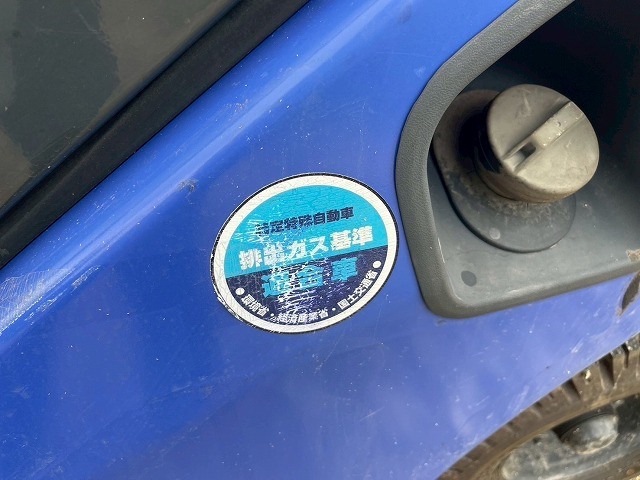 特定特殊自動車
排出ガス基準
適合車
●環境省・経済産業省・国土交通省●